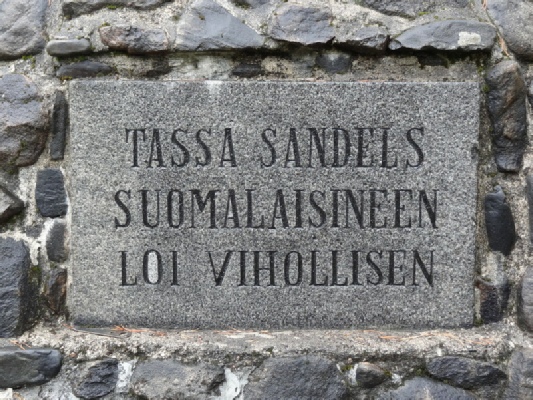 TASSA SANDELS
SUOMALAISINEEN
LOI VIHOLLISEN